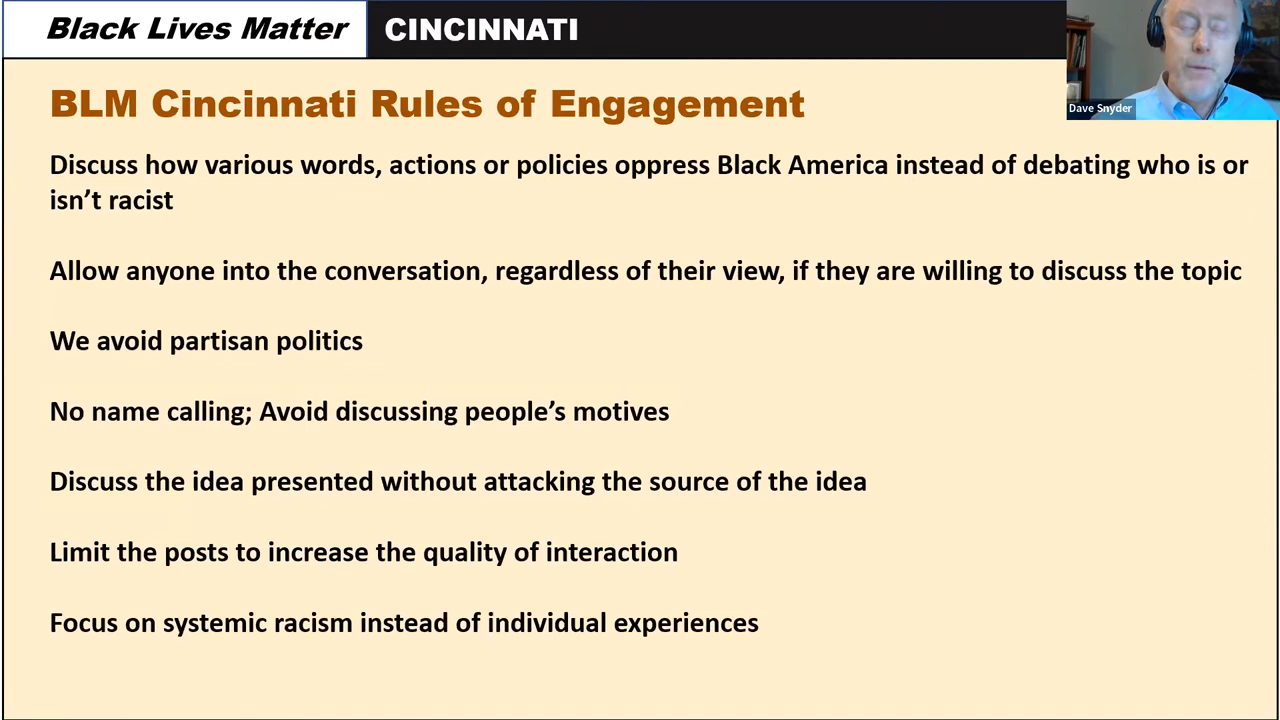 Black Lives Matter CINCINNATI
Dave Snyder
BLM Cincinnati Rules of Engagement
Discuss how various words, actions or policies oppress Black America instead of debating who is or
isn’t racist
Allow anyone into the conversation, regardless of their view, if they are willing to discuss the topic
We avoid partisan politics
No name calling; Avoid discussing people’s motives
Discuss the idea presented without attacking the source of the idea
Limit the posts to increase the quality of interaction
Focus on systemic racism instead of individual experiences